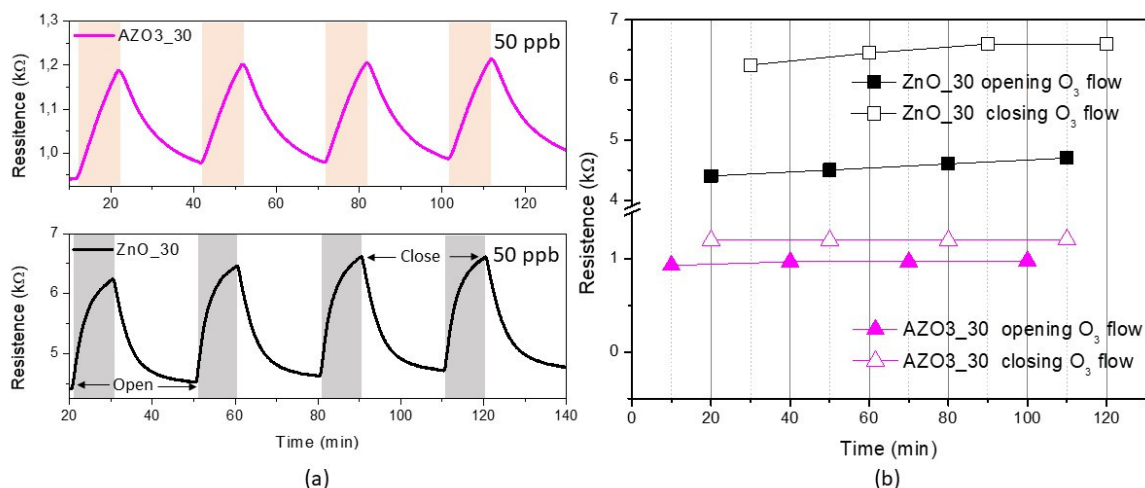 1,3
1,2
1,1
1,0
Ressitence (kΩ)
AZO3_30
50 ppb
20 40 60 80 100 120
7
6
5
Resistence (kΩ)
ZnO_30
50 ppb
Close
Open
20 40 60 80 100 120 140
Time (min)
(a)
7
6
5
4
1
0
Resistence (kΩ)
ZnO_30 opening O₃ flow
ZnO_30 closing O₃ flow
AZO3_30 opening O₃ flow
AZO3_30 closing O₃ flow
0 20 40 60 80 100 120
Time (min)
(b)